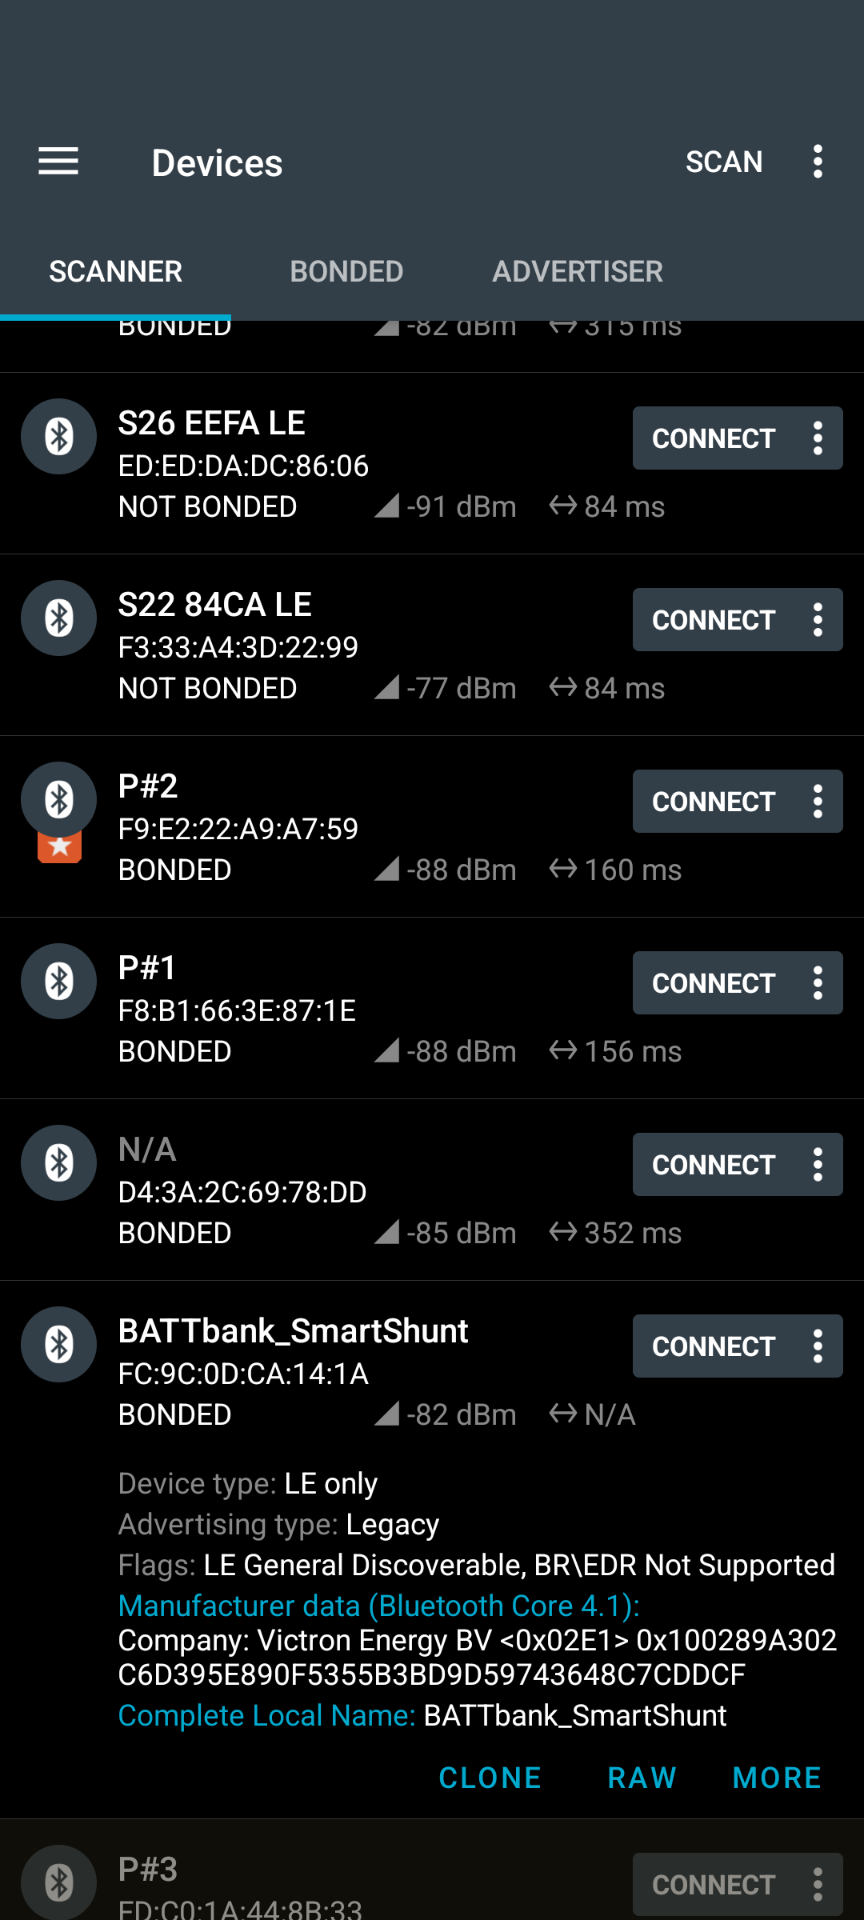 Devices
SCAN
SCANNER
BONDED
ADVERTISER
BONDED -82 dBm 315 ms
S26 EEFA LE
CONNECT
ED:ED:DA:DC:86:06
NOT BONDED -91 dBm 84 ms
S22 84CA LE
CONNECT
F3:33:A4:3D:22:99
NOT BONDED -77 dBm 84 ms
P#2
CONNECT
F9:E2:22:A9:A7:59
BONDED -88 dBm 160 ms
P#1
CONNECT
F8:B1:66:3E:87:1E
BONDED -88 dBm 156 ms
N/A
CONNECT
D4:3A:2C:69:78:DD
BONDED -85 dBm 352 ms
BATTbank_SmartShunt
CONNECT
FC:9C:0D:CA:14:1A
BONDED -82 dBm N/A
Device type: LE only
Advertising type: Legacy
Flags: LE General Discoverable, BR\EDR Not Supported
Manufacturer data (Bluetooth Core 4.1):
Company: Victron Energy BV <0x02E1> 0x100289A302
C6D395E890F5355B3BD9D59743648C7CDDCF
Complete Local Name: BATTbank_SmartShunt
CLONE RAW MORE
P#3
CONNECT
FD:C0:1A:44:8B:33